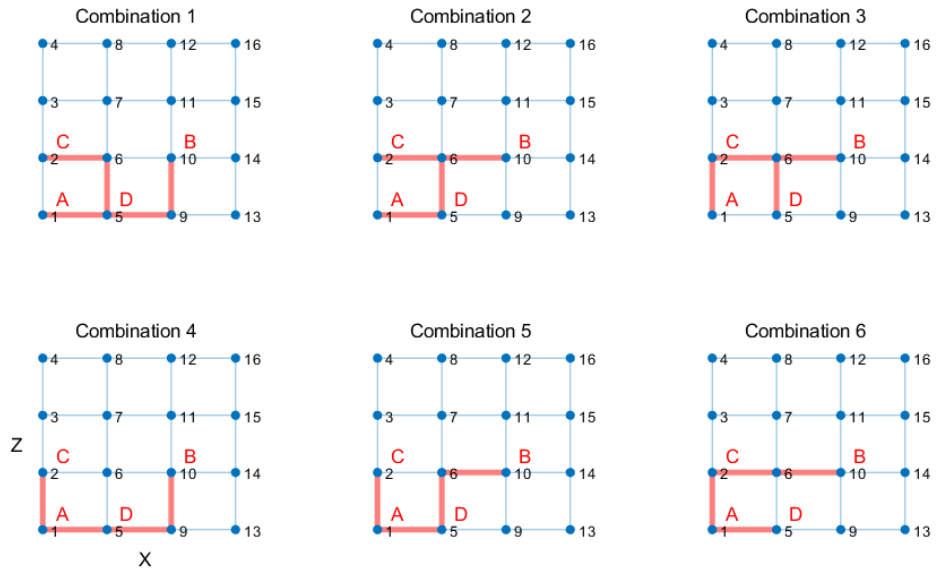 Combination 1 Combination 2 Combination 3
4 8 12 16 4 8 12 16 4 8 12 16
3 7 11 15 3 7 11 15 3 7 11 15
C B C B C B
2 6 10 14 2 6 10 14 2 6 10 14
A D A D A D
1 5 9 13 1 5 9 13 1 5 9 13
Combination 4 Combination 5 Combination 6
4 8 12 16 4 8 12 16 4 8 12 16
3 7 11 15 3 7 11 15 3 7 11 15
Z
C B C B C B
2 6 10 14 2 6 10 14 2 6 10 14
A D A D A D
1 5 9 13 1 5 9 13 1 5 9 13
X